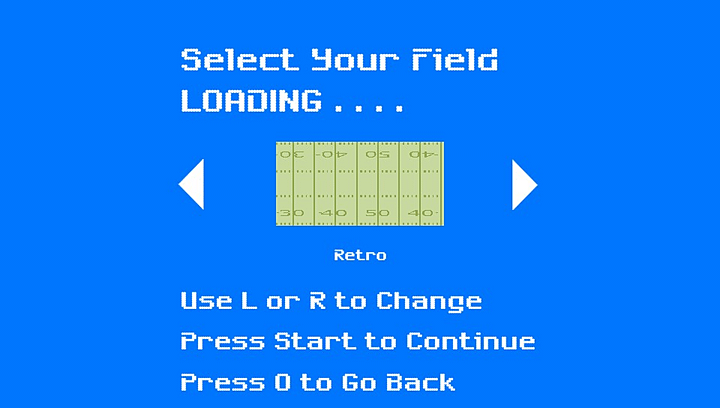 Select Your Field
LOADING . . . .
30 -40 50 40-
-30 -40 50 40-
Retro
Use L or R to Change
Press Start to Continue
Press O to Go Back